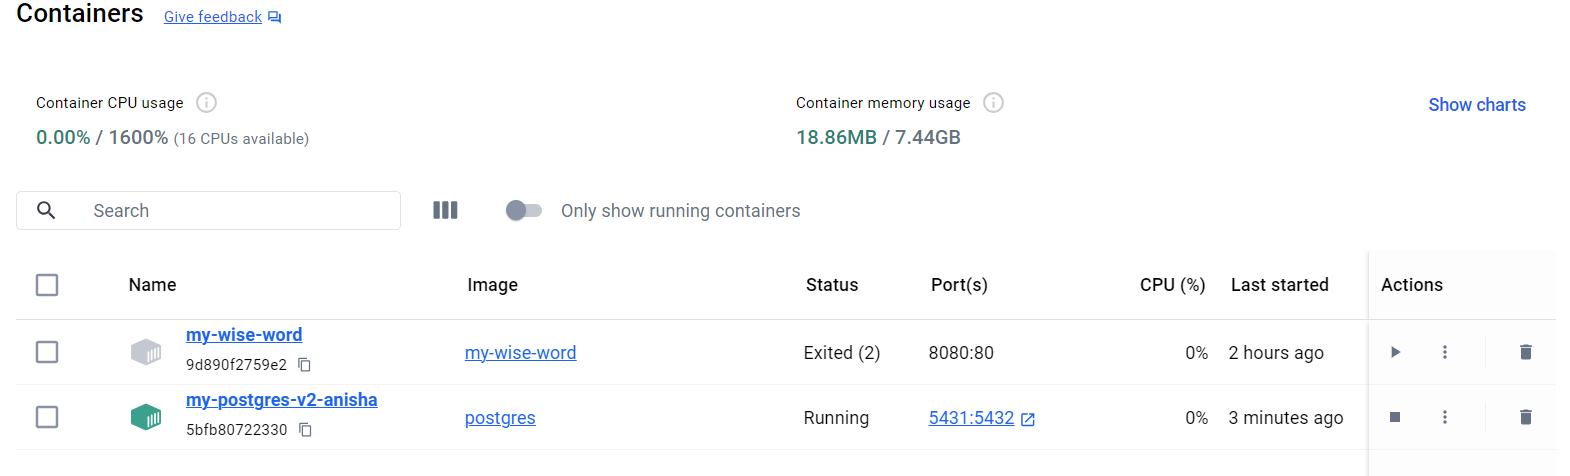 Containers Give feedback
Container CPU usage
0.00% / 1600% (16 CPUs available)
Container memory usage
18.86MB / 7.44GB
Show charts
Search
Only show running containers
Name Image Status Port(s) CPU (%) Last started Actions
my-wise-word
9d890f2759e2
my-wise-word Exited (2) 8080:80 0% 2 hours ago
my-postgres-v2-anisha
5bfb80722330
postgres Running 5431:5432 0% 3 minutes ago